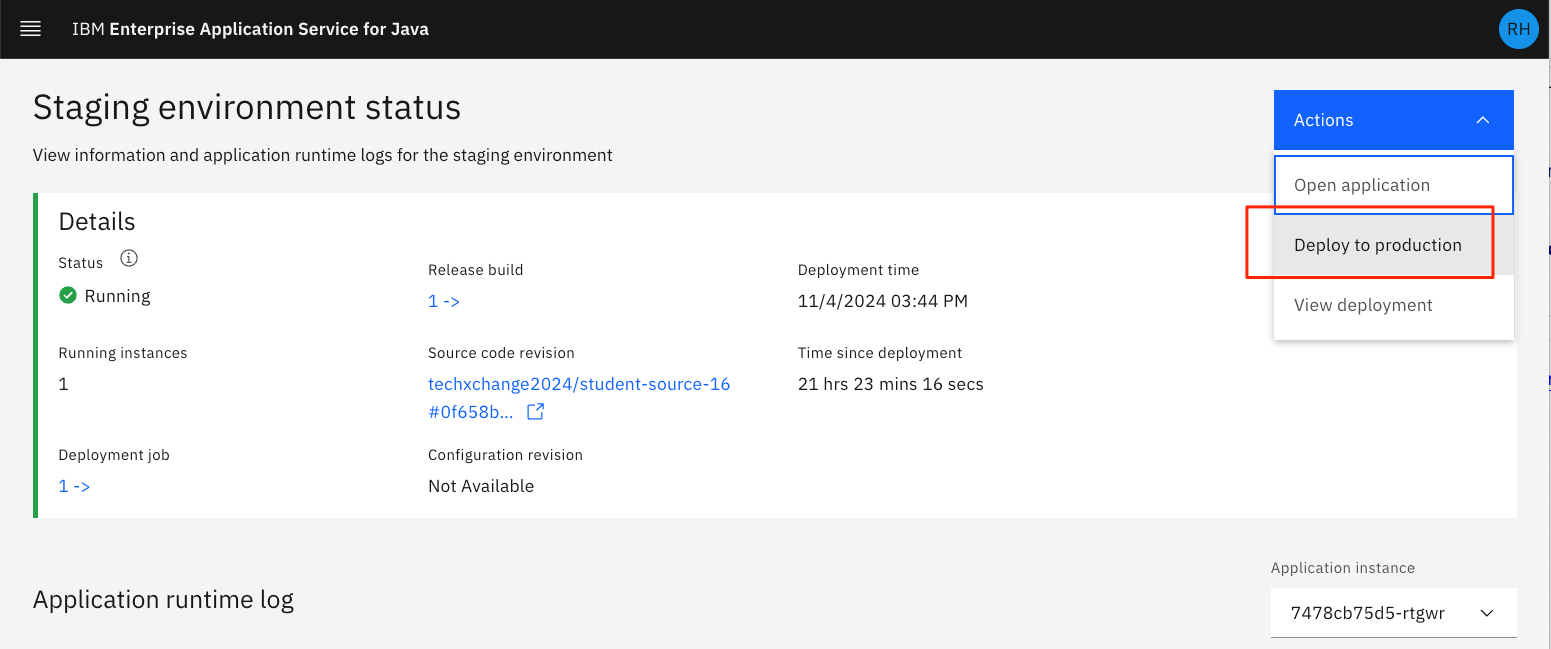 IBM Enterprise Application Service for Java
RH
Staging environment status
View information and application runtime logs for the staging environment
Actions
Open application
Deploy to production
View deployment
Details
Status
Running
Release build
1 ->
Deployment time
11/4/2024 03:44 PM
Running instances
1
Source code revision
techxchange2024/student-source-16
#0f658b...
Time since deployment
21 hrs 23 mins 16 secs
Deployment job
1 ->
Configuration revision
Not Available
Application runtime log
Application instance
7478cb75d5-rtgwr